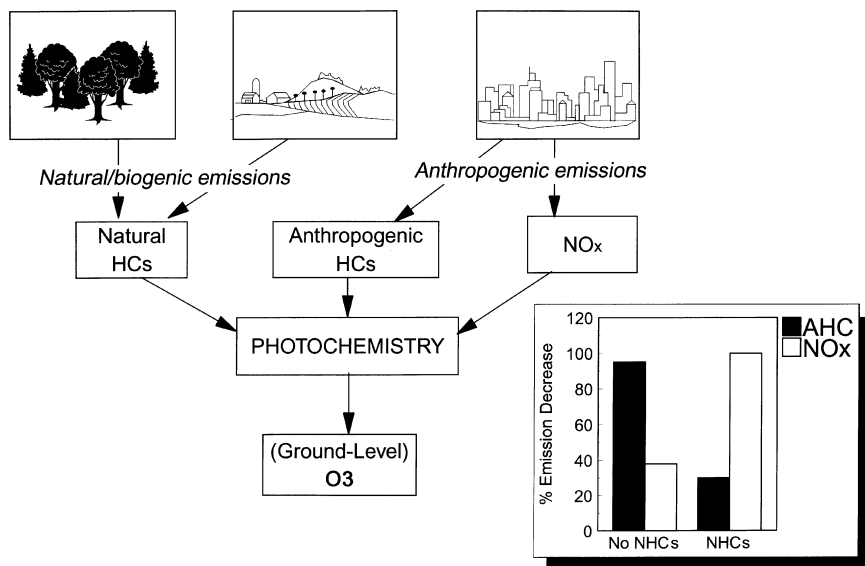 Natural/biogenic emissions
Anthropogenic emissions
Natural
HCs
Anthropogenic
HCs
NOx
PHOTOCHEMISTRY
(Ground-Level)
O3
% Emission Decrease
120
100
80
60
40
20
0
No NHCs
NHCs
AHC
NOx